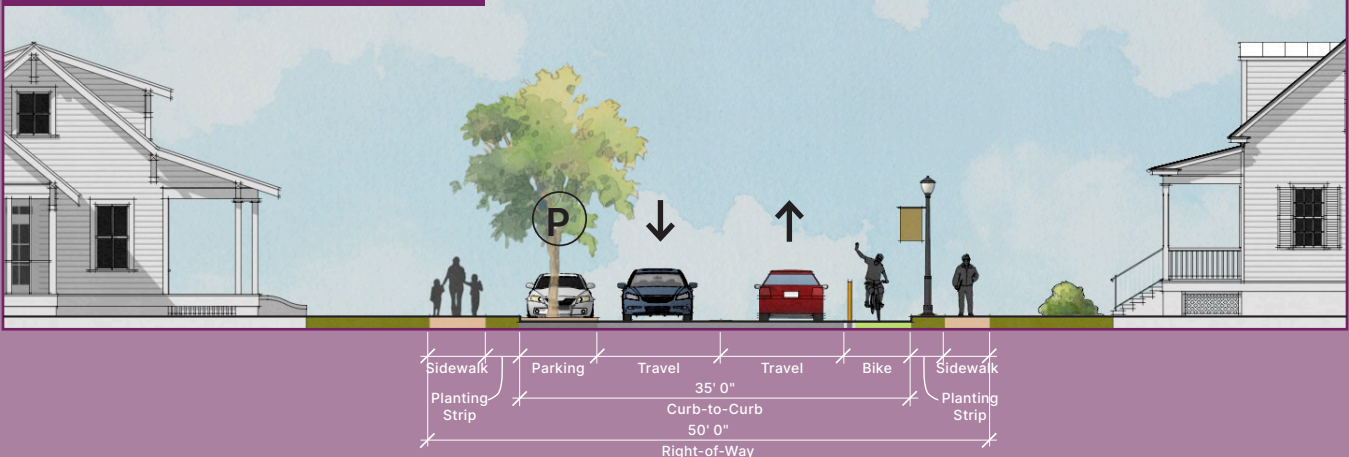 P
Sidewalk Parking Travel Travel Bike Sidewalk
35' 0"
Planting Strip
Curb-to-Curb
Planting Strip
50' 0"
Right-of-Way